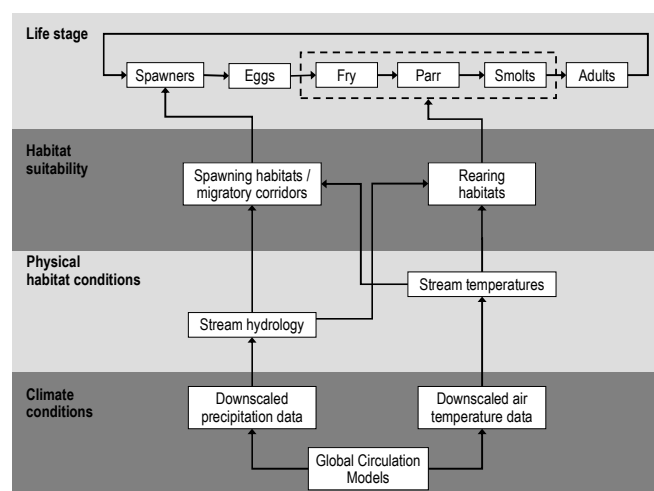 Life stage
Spawners
Eggs
Fry
Parr
Smolts
Adults
Habitat
suitability
Spawning habitats /
migratory corridors
Rearing
habitats
Physical
habitat conditions
Stream temperatures
Stream hydrology
Climate
conditions
Downscaled
precipitation data
Downscaled air
temperature data
Global Circulation
Models